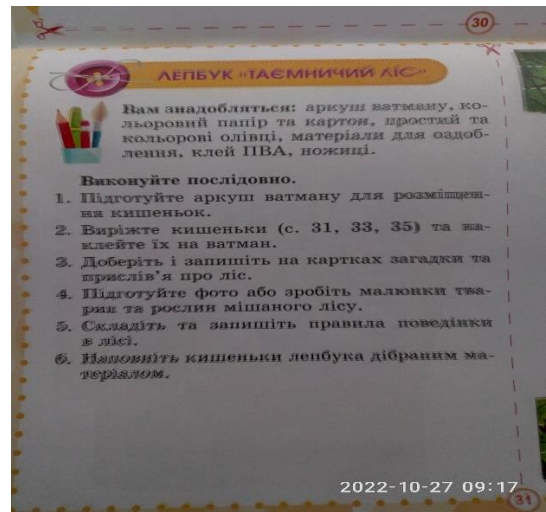 30
ЛЕПБУК «ТАЄМНИЧИЙ ЛІС»
Вам знадобляться: аркуш ватману, ко-
льоровий папір та картон, простий та
кольорові олівці, матеріали для оздоб-
лення, клей ПВА, ножиці.
Виконуйте послідовно.
1. Підготуйте аркуш ватману для розміщен-
ня кишеньок.
2. Виріжте кишеньки (с. 31, 33, 35) та на-
клейте їх на ватман.
3. Доберіть і запишіть на картках загадки та
прислів’я про ліс.
4. Підготуйте фото або зробіть малюнки тва-
рин та рослин мішаного лісу.
5. Складіть та запишіть правила поведінки
в лісі.
6. Наповніть кишеньки лепбука дібраним ма-
теріалом.
2022-10-27 09:17
31